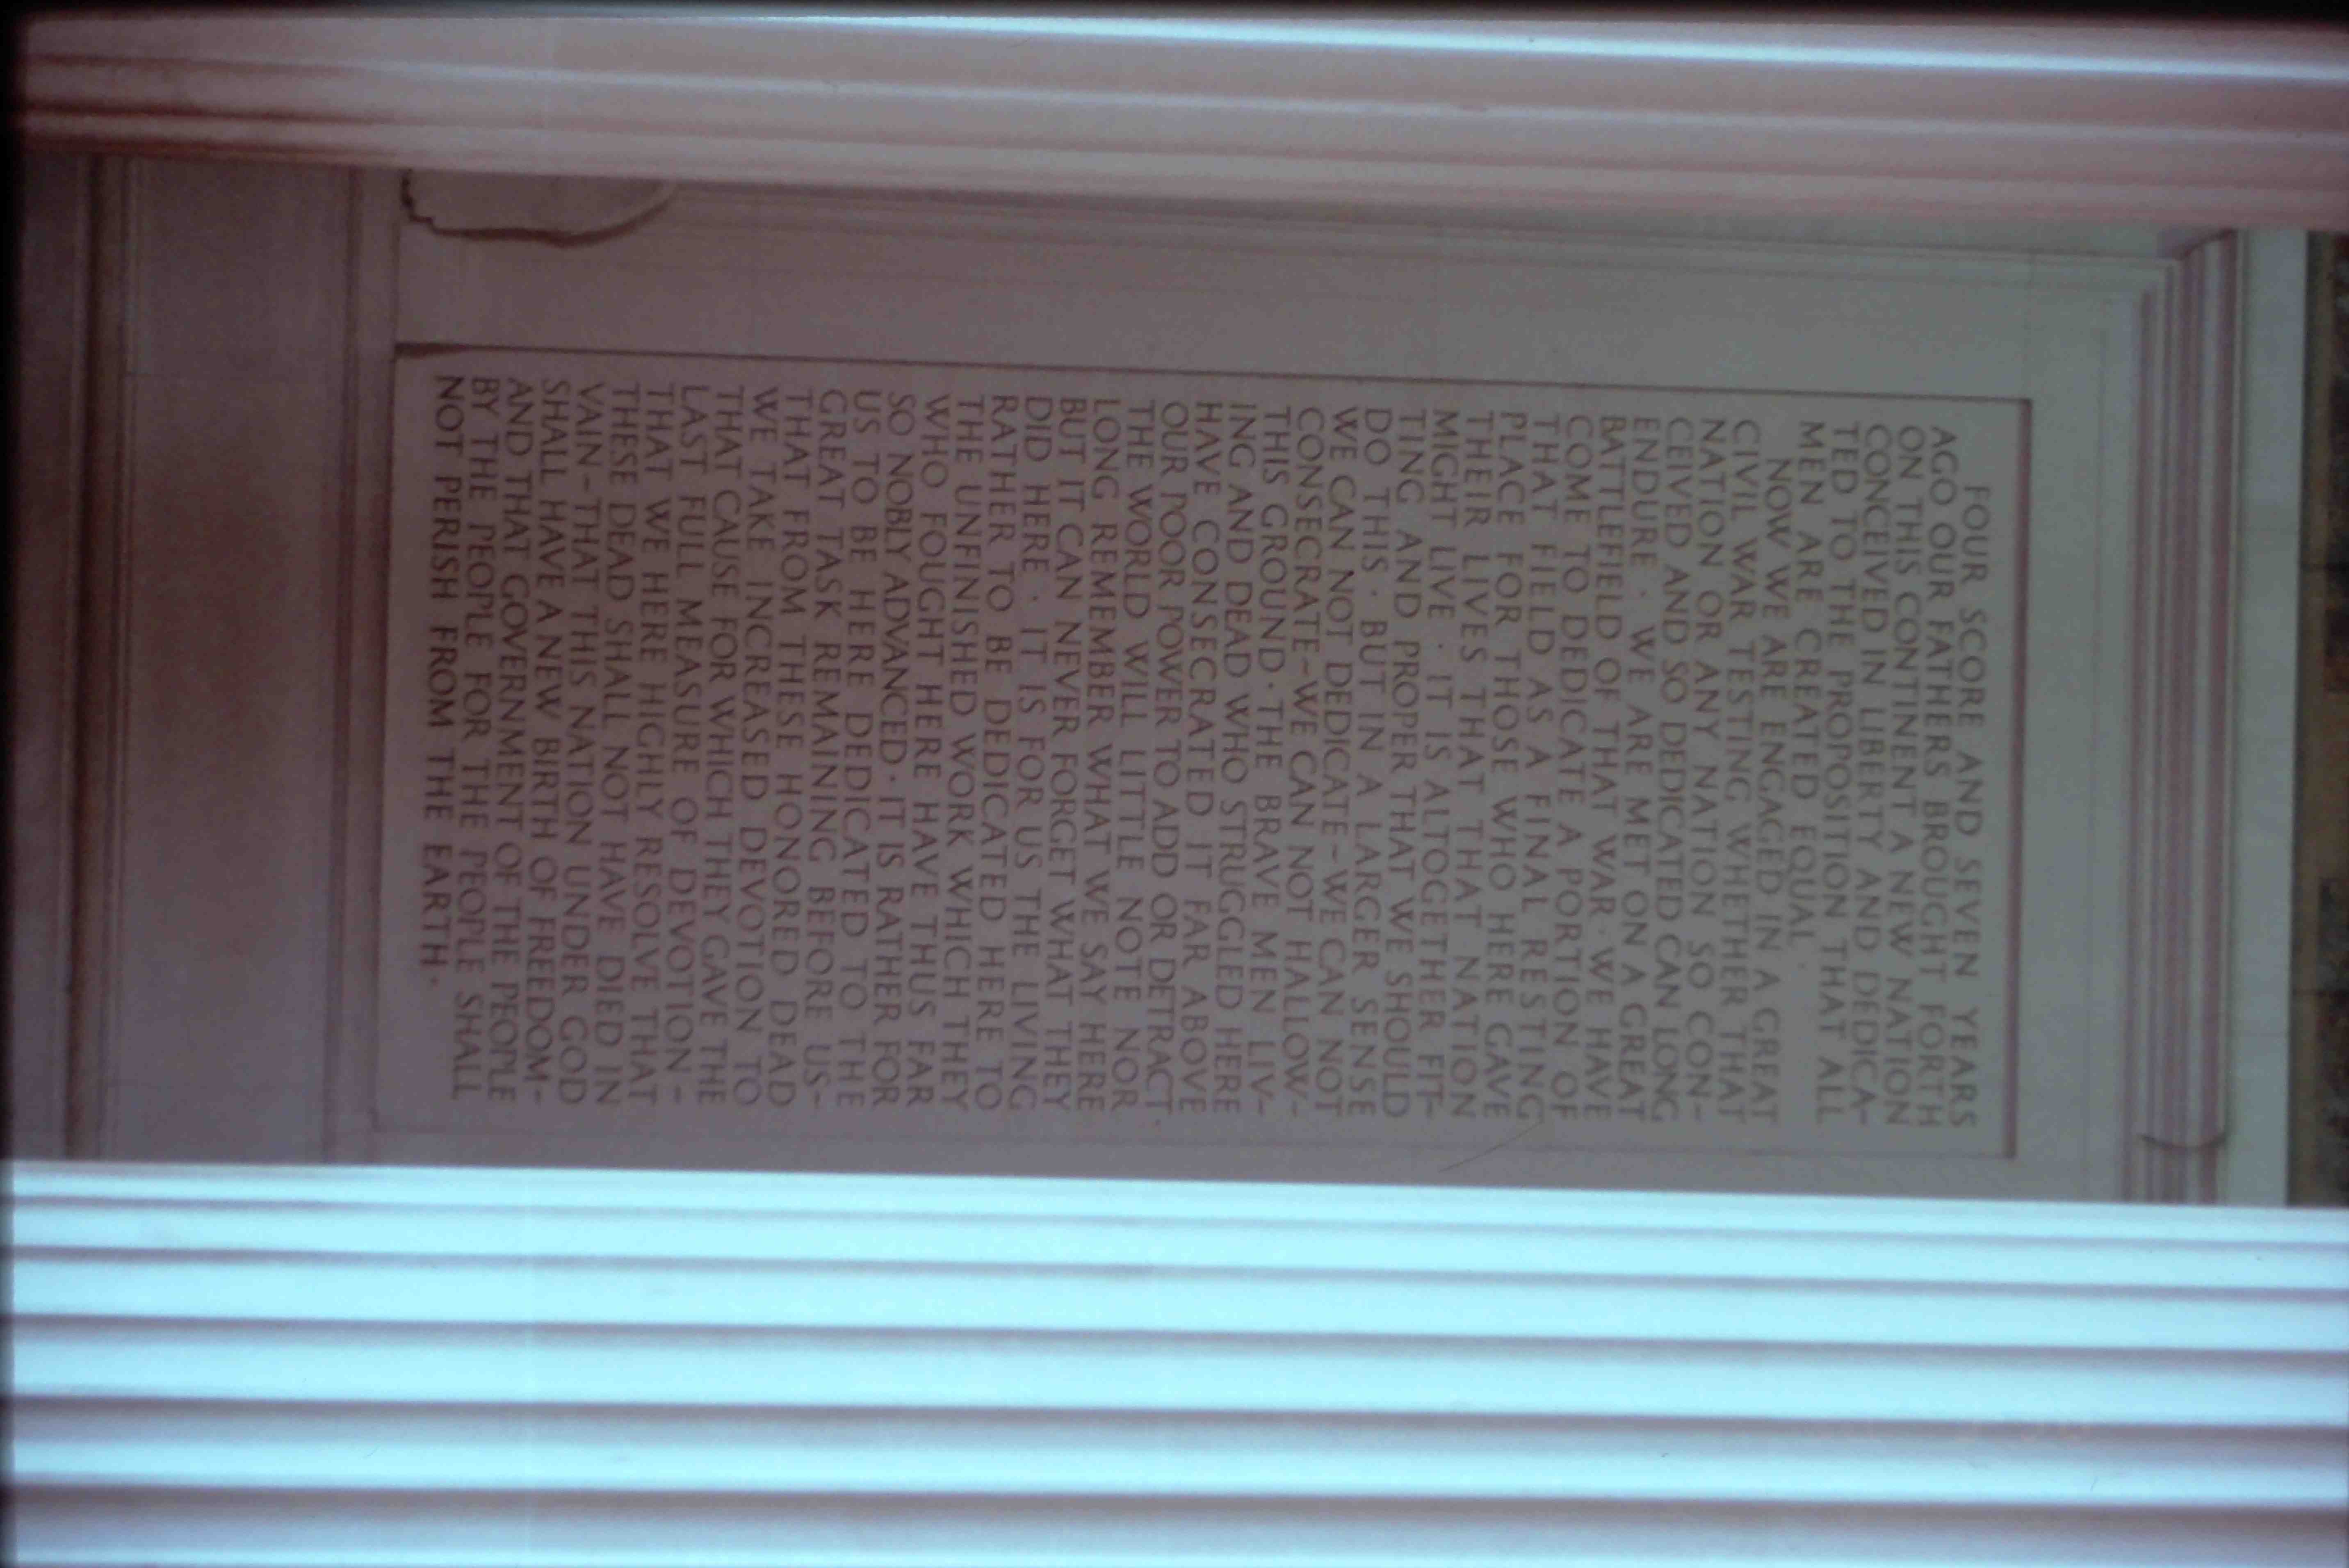 FOUR SCORE AND SEVEN YEARS
AGO OUR FATHERS BROUGHT FORTH
ON THIS CONTINENT A NEW NATION
CONCEIVED IN LIBERTY AND DEDICA-
TED TO THE PROPOSITION THAT ALL
MEN ARE CREATED EQUAL ·
NOW WE ARE ENGAGED IN A GREAT
CIVIL WAR TESTING WHETHER THAT
NATION OR ANY NATION SO CON-
CEIVED AND SO DEDICATED CAN LONG
ENDURE · WE ARE MET ON A GREAT
BATTLEFIELD OF THAT WAR · WE HAVE
COME TO DEDICATE A PORTION OF
THAT FIELD AS A FINAL RESTING
PLACE FOR THOSE WHO HERE GAVE
THEIR LIVES THAT THAT NATION
MIGHT LIVE · IT IS ALTOGETHER FIT-
TING AND PROPER THAT WE SHOULD
DO THIS · BUT IN A LARGER SENSE
WE CAN NOT DEDICATE-WE CAN NOT
CONSECRATE-WE CAN NOT HALLOW-
THIS GROUND · THE BRAVE MEN LIV-
ING AND DEAD WHO STRUGGLED HERE
HAVE CONSECRATED IT FAR ABOVE
OUR POOR POWER TO ADD OR DETRACT ·
THE WORLD WILL LITTLE NOTE NOR
LONG REMEMBER WHAT WE SAY HERE
BUT IT CAN NEVER FORGET WHAT THEY
DID HERE · IT IS FOR US THE LIVING
RATHER TO BE DEDICATED HERE TO
THE UNFINISHED WORK WHICH THEY
WHO FOUGHT HERE HAVE THUS FAR
SO NOBLY ADVANCED · IT IS RATHER FOR
US TO BE HERE DEDICATED TO THE
GREAT TASK REMAINING BEFORE US-
THAT FROM THESE HONORED DEAD
WE TAKE INCREASED DEVOTION TO
THAT CAUSE FOR WHICH THEY GAVE THE
LAST FULL MEASURE OF DEVOTION-
THAT WE HERE HIGHLY RESOLVE THAT
THESE DEAD SHALL NOT HAVE DIED IN
VAIN-THAT THIS NATION UNDER GOD
SHALL HAVE A NEW BIRTH OF FREEDOM-
AND THAT GOVERNMENT OF THE PEOPLE
BY THE PEOPLE FOR THE PEOPLE SHALL
NOT PERISH FROM THE EARTH ·